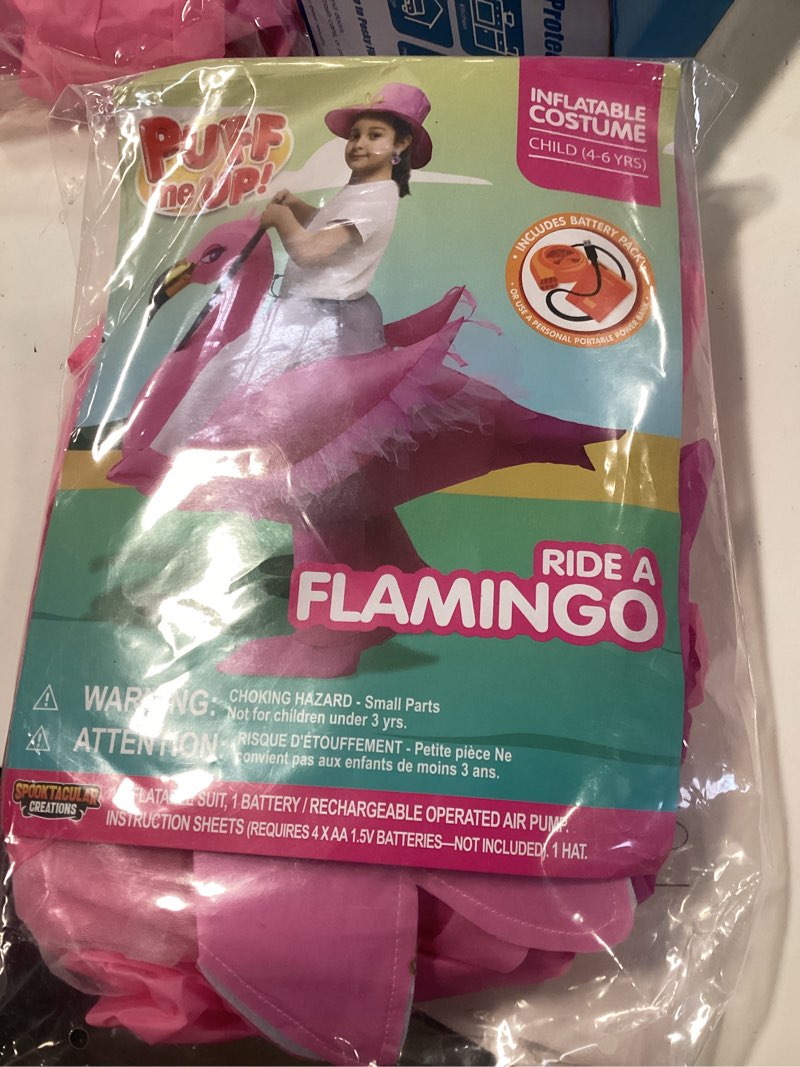 Prote
PUFF
me UP!
INFLATABLE
COSTUME
CHILD (4-6 YRS)
• INCLUDES BATTERY PACK •
OR USE A PERSONAL PORTABLE POWER BANK
RIDE A
FLAMINGO
WARNING: CHOKING HAZARD - Small Parts
Not for children under 3 yrs.
ATTENTION: RISQUE D'ÉTOUFFEMENT - Petite pièce Ne
convient pas aux enfants de moins 3 ans.
SPOOKTACULAR
CREATIONS
INFLATABLE SUIT, 1 BATTERY / RECHARGEABLE OPERATED AIR PUMP.
INSTRUCTION SHEETS (REQUIRES 4 X AA 1.5V BATTERIES—NOT INCLUDED). 1 HAT.